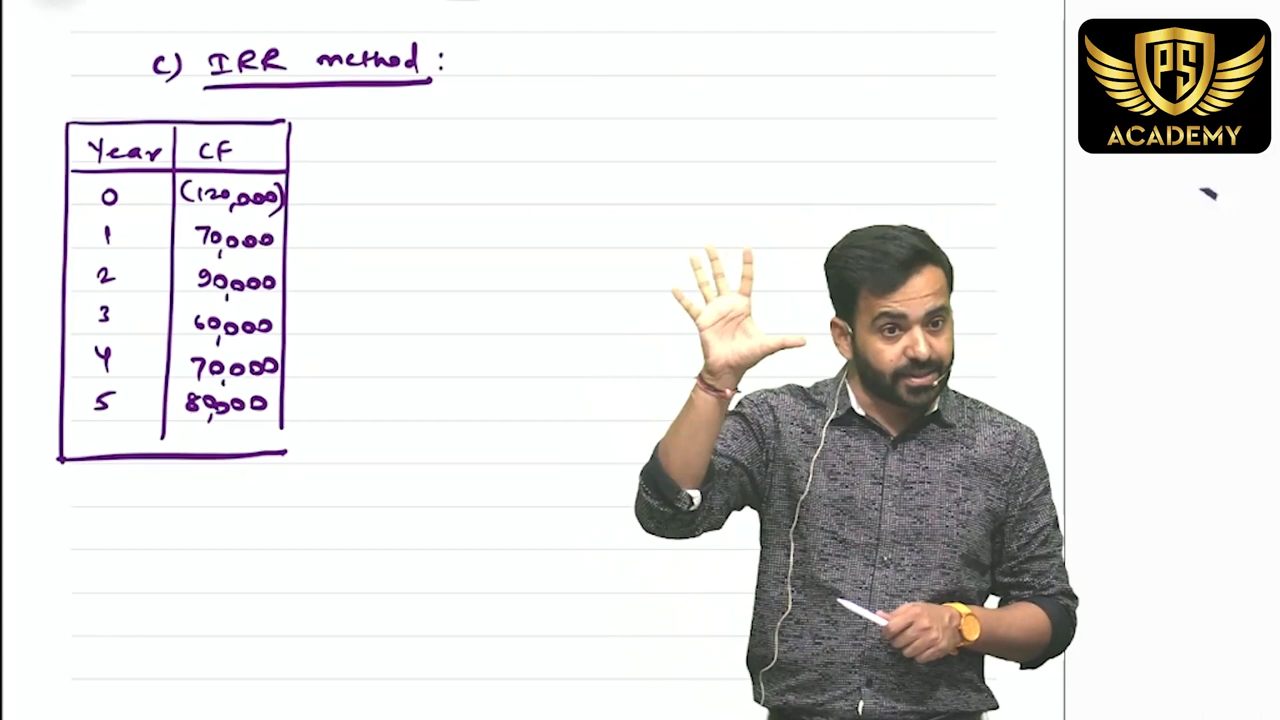 c) IRR method :
Year CF
0 (120,000)
1 70,000
2 90,000
3 60,000
4 70,000
5 80,000
PS
ACADEMY